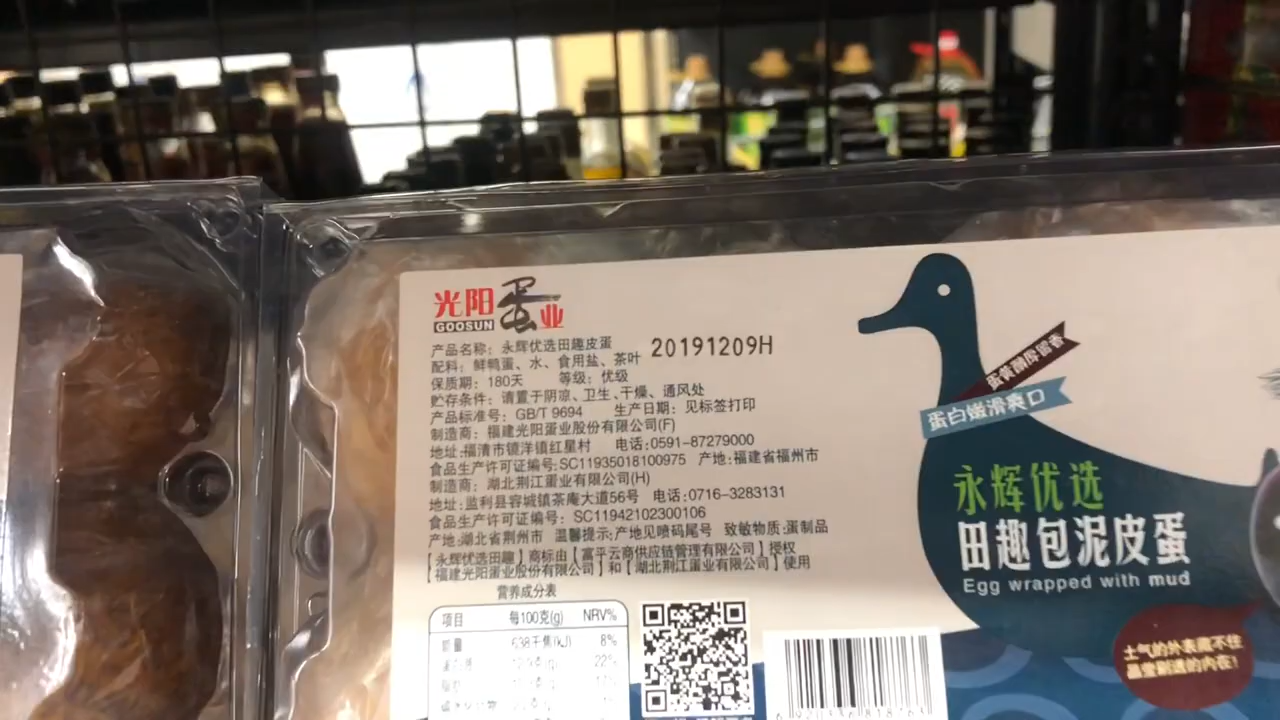 光阳蛋业
GOOSUN
产品名称：永辉优选田趣皮蛋
20191209H
配料：鲜鸭蛋、水、食用盐、茶叶
保质期：180天 等级：优级
贮存条件：请置于阴凉、卫生、干燥、通风处
产品标准号：GB/T 9694 生产日期：见标签打印
制造商：福建光阳蛋业股份有限公司(F)
地址:福清市镜洋镇红星村 电话:0591-87279000
食品生产许可证编号:SC11935018100975 产地:福建省福州市
制造商：湖北荆江蛋业有限公司(H)
地址:监利县容城镇茶庵大道56号 电话:0716-3283131
食品生产许可证编号：SC11942102300106
产地:湖北省荆州市 温馨提示:产地见喷码尾号 致敏物质:蛋制品
【永辉优选田趣】商标由【富平云商供应链管理有限公司】授权
【福建光阳蛋业股份有限公司】和【湖北荆江蛋业有限公司】使用
营养成分表
项目 每100克(g) NRV%
能量 638千焦(kJ) 8%
蛋白质 22%
脂肪
碳水化合物
蛋白嫩滑爽口
永辉优选
田趣包泥皮蛋
Egg wrapped with mud
土气的外表藏不住
晶莹剔透的内在!